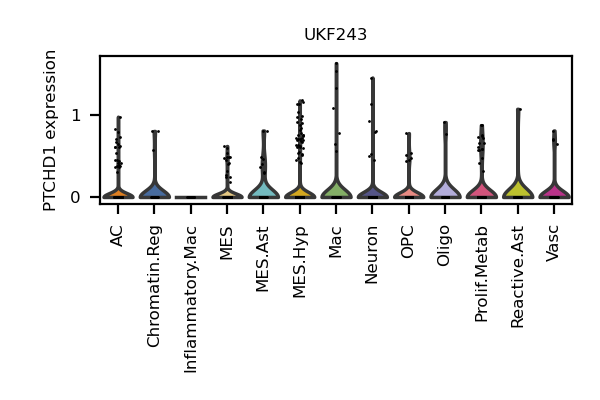 UKF243
PTCHD1 expression
1
0
AC
Chromatin.Reg
Inflammatory.Mac
MES
MES.Ast
MES.Hyp
Mac
Neuron
OPC
Oligo
Prolif.Metab
Reactive.Ast
Vasc